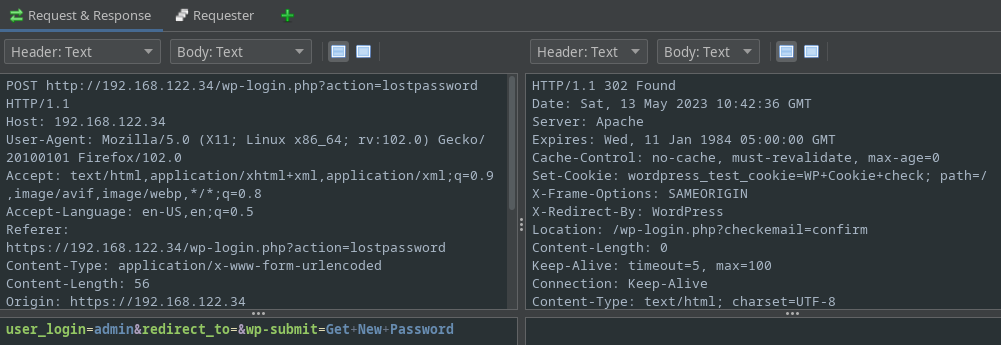 Request & Response
Requester
Header: Text
Body: Text
Header: Text
Body: Text
POST http://192.168.122.34/wp-login.php?action=lostpassword
HTTP/1.1
Host: 192.168.122.34
User-Agent: Mozilla/5.0 (X11; Linux x86_64; rv:102.0) Gecko/
20100101 Firefox/102.0
Accept: text/html,application/xhtml+xml,application/xml;q=0.9
,image/avif,image/webp,*/*;q=0.8
Accept-Language: en-US,en;q=0.5
Referer:
https://192.168.122.34/wp-login.php?action=lostpassword
Content-Type: application/x-www-form-urlencoded
Content-Length: 56
Origin: https://192.168.122.34
user_login=admin&redirect_to=&wp-submit=Get+New+Password
HTTP/1.1 302 Found
Date: Sat, 13 May 2023 10:42:36 GMT
Server: Apache
Expires: Wed, 11 Jan 1984 05:00:00 GMT
Cache-Control: no-cache, must-revalidate, max-age=0
Set-Cookie: wordpress_test_cookie=WP+Cookie+check; path=/
X-Frame-Options: SAMEORIGIN
X-Redirect-By: WordPress
Location: /wp-login.php?checkemail=confirm
Content-Length: 0
Keep-Alive: timeout=5, max=100
Connection: Keep-Alive
Content-Type: text/html; charset=UTF-8